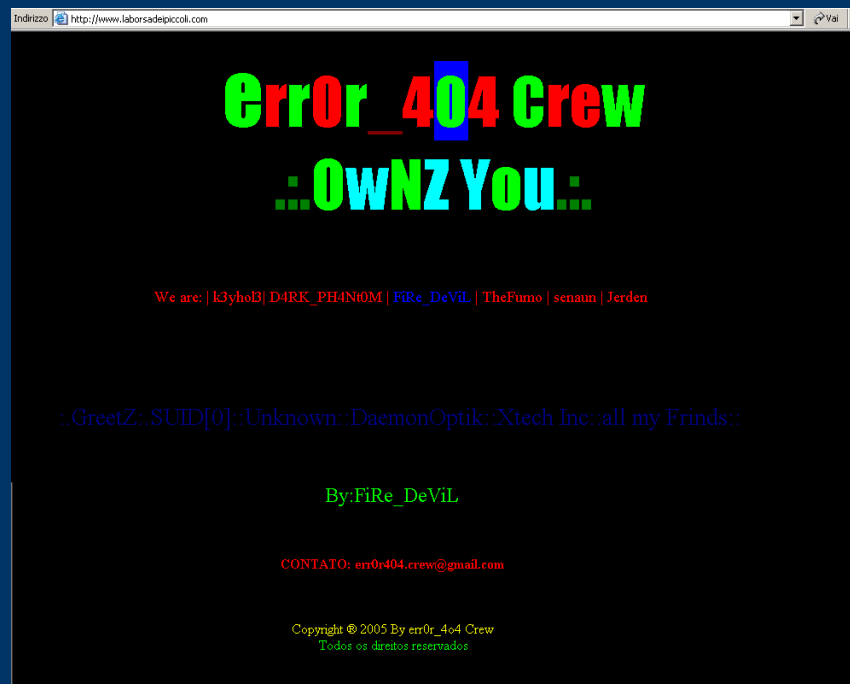 Indirizzo http://www.laborsadeipiccoli.com Vai
err0r_404 Crew
.:. OwNZ You .:.
We are: | k3yhol3| D4RK_PH4Nt0M | FiRe_DeViL | TheFumo | senaun | Jerden
:.GreetZ:.SUID[0]::Unknown::DaemonOptik::Xtech Inc::all my Frinds::
By:FiRe_DeViL
CONTATO: err0r404.crew@gmail.com
Copyright ® 2005 By err0r_4o4 Crew
Todos os direitos reservados